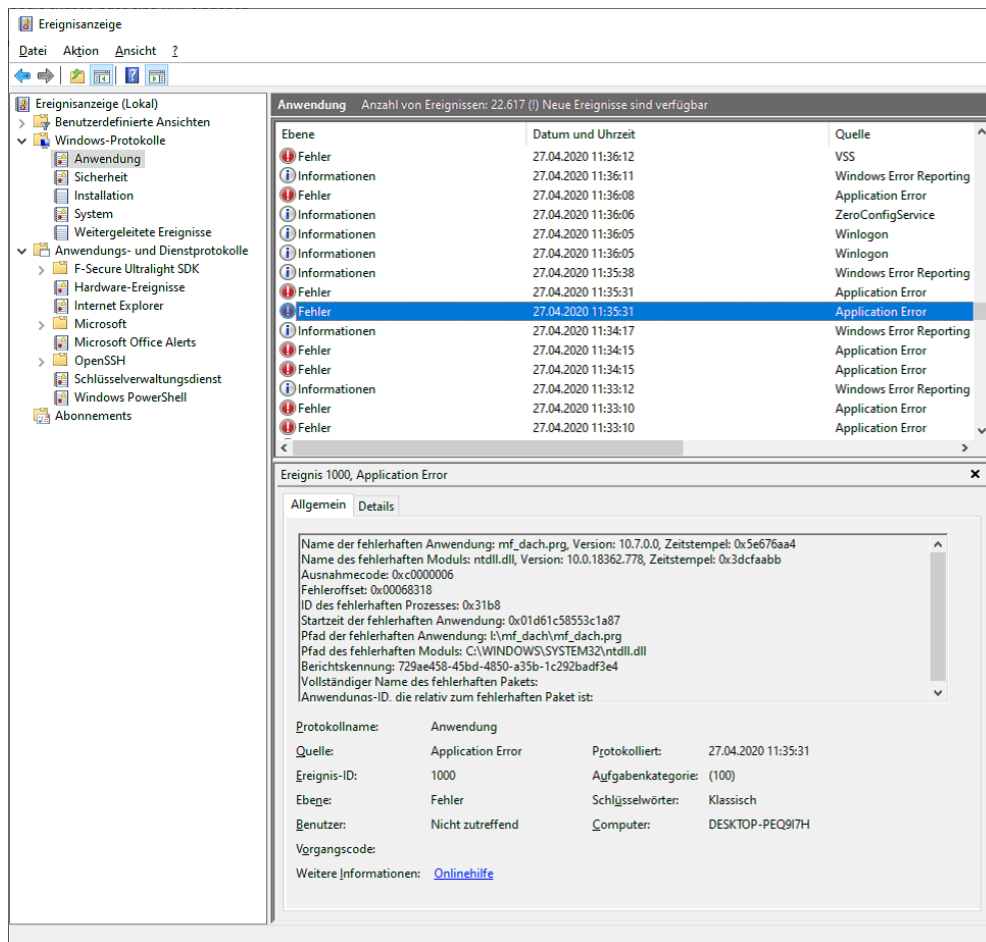 Ereignisanzeige
Datei Aktion Ansicht ?
Ereignisanzeige (Lokal)
Benutzerdefinierte Ansichten
Windows-Protokolle
Anwendung
Sicherheit
Installation
System
Weitergeleitete Ereignisse
Anwendungs- und Dienstprotokolle
F-Secure Ultralight SDK
Hardware-Ereignisse
Internet Explorer
Microsoft
Microsoft Office Alerts
OpenSSH
Schlüsselverwaltungsdienst
Windows PowerShell
Abonnements
Anwendung Anzahl von Ereignissen: 22.617 (!) Neue Ereignisse sind verfügbar
Ebene Datum und Uhrzeit Quelle
Fehler 27.04.2020 11:36:12 VSS
Informationen 27.04.2020 11:36:11 Windows Error Reporting
Fehler 27.04.2020 11:36:08 Application Error
Informationen 27.04.2020 11:36:06 ZeroConfigService
Informationen 27.04.2020 11:36:05 Winlogon
Informationen 27.04.2020 11:36:05 Winlogon
Informationen 27.04.2020 11:35:38 Windows Error Reporting
Fehler 27.04.2020 11:35:31 Application Error
Fehler 27.04.2020 11:35:31 Application Error
Informationen 27.04.2020 11:34:17 Windows Error Reporting
Fehler 27.04.2020 11:34:15 Application Error
Fehler 27.04.2020 11:34:15 Application Error
Informationen 27.04.2020 11:33:12 Windows Error Reporting
Fehler 27.04.2020 11:33:10 Application Error
Fehler 27.04.2020 11:33:10 Application Error
Ereignis 1000, Application Error
Allgemein Details
Name der fehlerhaften Anwendung: mf_dach.prg, Version: 10.7.0.0, Zeitstempel: 0x5e676aa4
Name des fehlerhaften Moduls: ntdll.dll, Version: 10.0.18362.778, Zeitstempel: 0x3dcfaabb
Ausnahmecode: 0xc0000006
Fehleroffset: 0x00068318
ID des fehlerhaften Prozesses: 0x31b8
Startzeit der fehlerhaften Anwendung: 0x01d61c58553c1a87
Pfad der fehlerhaften Anwendung: I:\mf_dach\mf_dach.prg
Pfad des fehlerhaften Moduls: C:\WINDOWS\SYSTEM32\ntdll.dll
Berichtskennung: 729ae458-45bd-4850-a35b-1c292badf3e4
Vollständiger Name des fehlerhaften Pakets:
Anwendungs-ID, die relativ zum fehlerhaften Paket ist:
Protokollname: Anwendung
Quelle: Application Error Protokolliert: 27.04.2020 11:35:31
Ereignis-ID: 1000 Aufgabenkategorie: (100)
Ebene: Fehler Schlüsselwörter: Klassisch
Benutzer: Nicht zutreffend Computer: DESKTOP-PEQ9I7H
Vorgangscode:
Weitere Informationen: Onlinehilfe